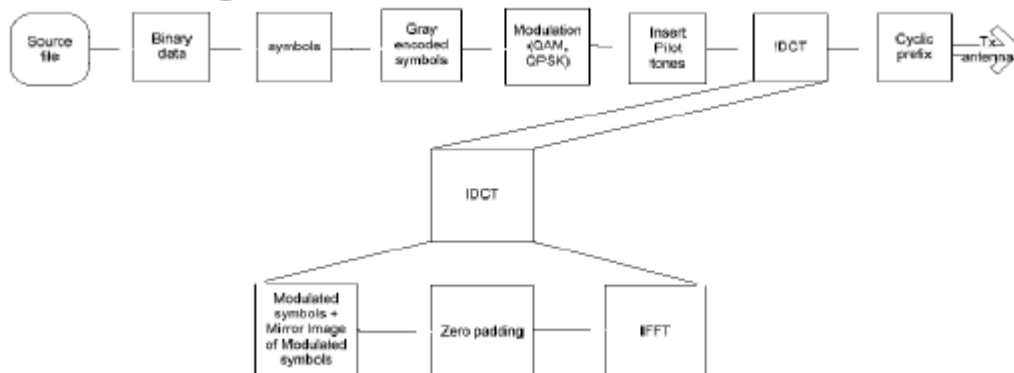 Source
file
Binary
data
symbols
Gray
encoded
symbols
Modulation
(QAM,
QPSK)
Insert
Pilot
tones
IDCT
Cyclic
prefix
Tx
antenna
IDCT
Modulated
symbols +
Mirror Image
of Modulated
symbols
Zero padding
IFFT